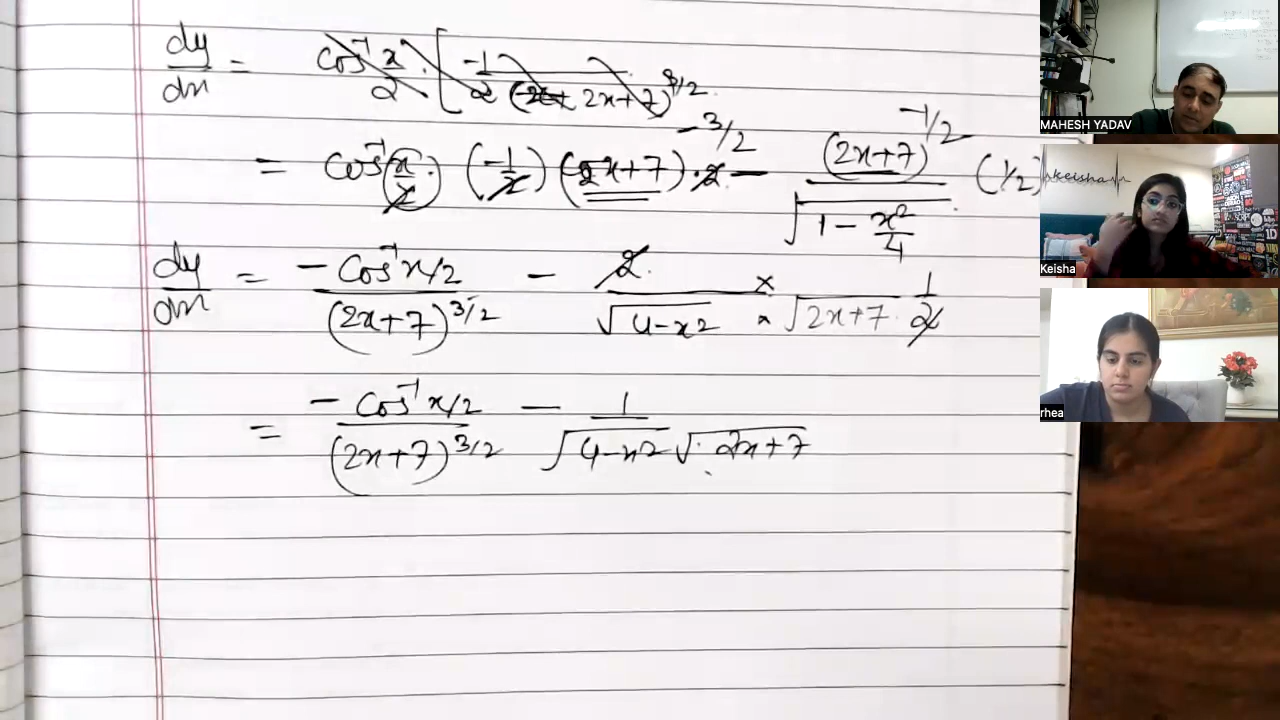 dy/dx = cos⁻¹ x/2 · [ -1/2 (2x+ 2x+7)^3/2
= cos⁻¹(x/2) · (-1/2) (2x+7)^-3/2 · 2 - (2x+7)^-1/2 / √(1 - x²/4) · (1/2)
dy/dx = - cos⁻¹ x/2 / (2x+7)^3/2 - 2 / √(4-x²) × √(2x+7) · 1/2
= - cos⁻¹ x/2 / (2x+7)^3/2 - 1 / √(4-x²) √(2x+7)
MAHESH YADAV
keisha
Keisha
rhea